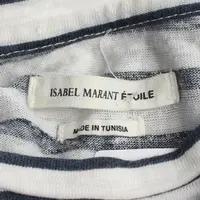 ISABEL MARANT ÉTOILE
MADE IN TUNISIA